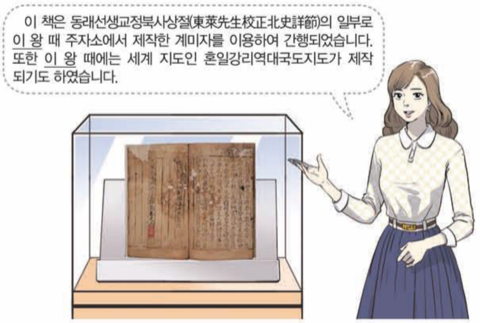 이 책은 동래선생교정북사상절(東萊先生校正北史詳節)의 일부로
이 왕 때 주자소에서 제작한 계미자를 이용하여 간행되었습니다.
또한 이 왕 때에는 세계 지도인 혼일강리역대국도지도가 제작
되기도 하였습니다.